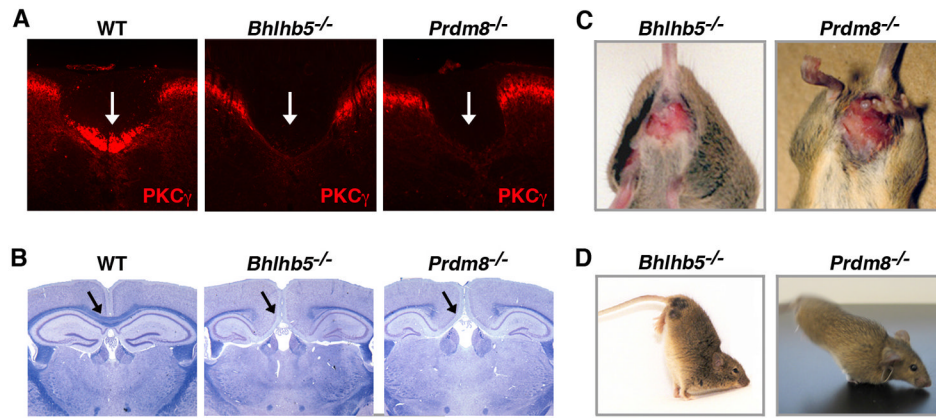 A
WT
Bhlhb5-/-
Prdm8-/-
PKCγ
PKCγ
PKCγ
B
WT
Bhlhb5-/-
Prdm8-/-
C
Bhlhb5-/-
Prdm8-/-
D
Bhlhb5-/-
Prdm8-/-